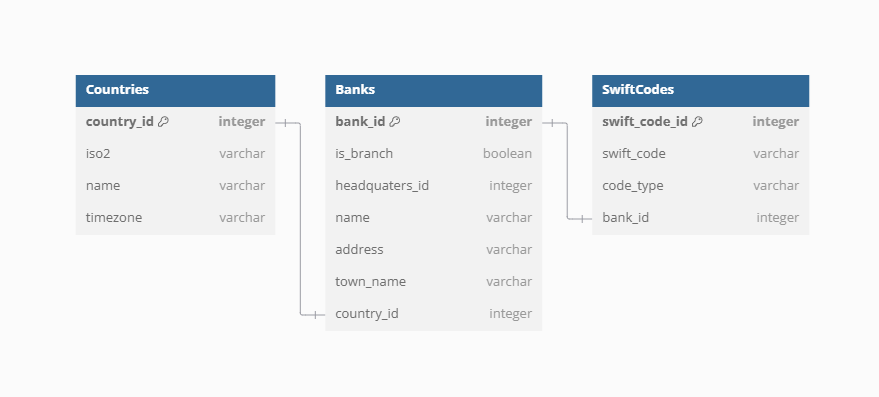 Countries
country_id integer
iso2 varchar
name varchar
timezone varchar
Banks
bank_id integer
is_branch boolean
headquaters_id integer
name varchar
address varchar
town_name varchar
country_id integer
SwiftCodes
swift_code_id integer
swift_code varchar
code_type varchar
bank_id integer